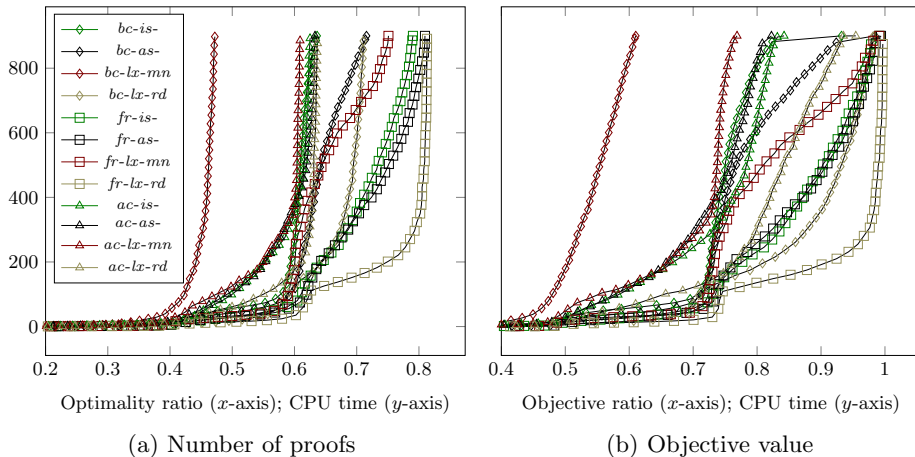 800
600
400
200
0
bc-is-
bc-as-
bc-lx-mn
bc-lx-rd
fr-is-
fr-as-
fr-lx-mn
fr-lx-rd
ac-is-
ac-as-
ac-lx-mn
ac-lx-rd
0.2 0.3 0.4 0.5 0.6 0.7 0.8
Optimality ratio (x-axis); CPU time (y-axis)
(a) Number of proofs
0.4 0.5 0.6 0.7 0.8 0.9 1
Objective ratio (x-axis); CPU time (y-axis)
(b) Objective value